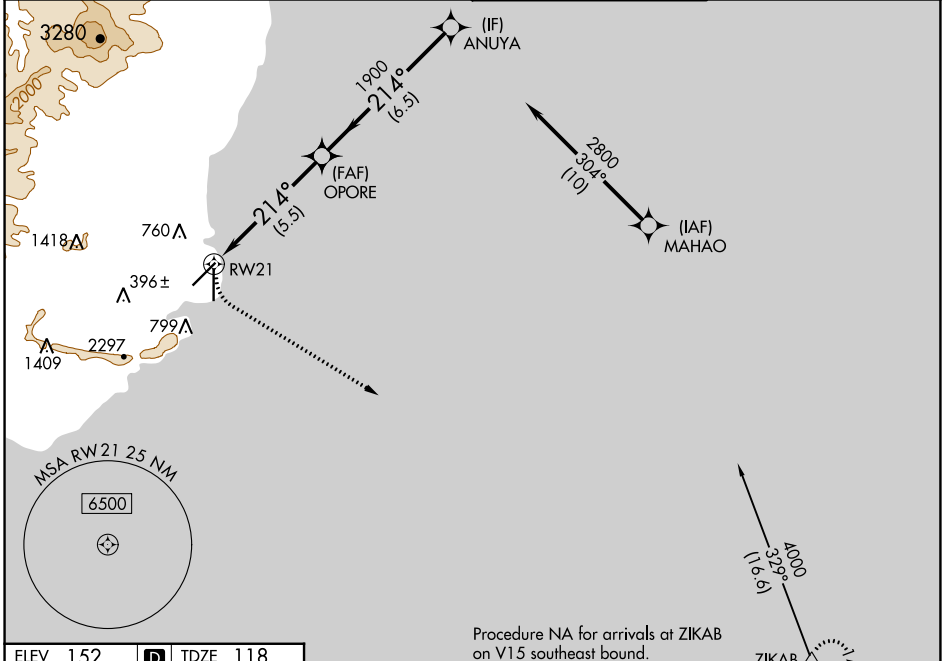 3280
(IF)
ANUYA
2000
1900
214°
(6.5)
(FAF)
OPORE
2800
304°
(10)
214°
(5.5)
(IAF)
MAHAO
1418
760
RW21
396±
799
2297
1409
MSA RW21 25 NM
6500
4000
329°
(16.6)
Procedure NA for arrivals at ZIKAB
on V15 southeast bound.
ZIKAB
ELEV 152
D
TDZE 118